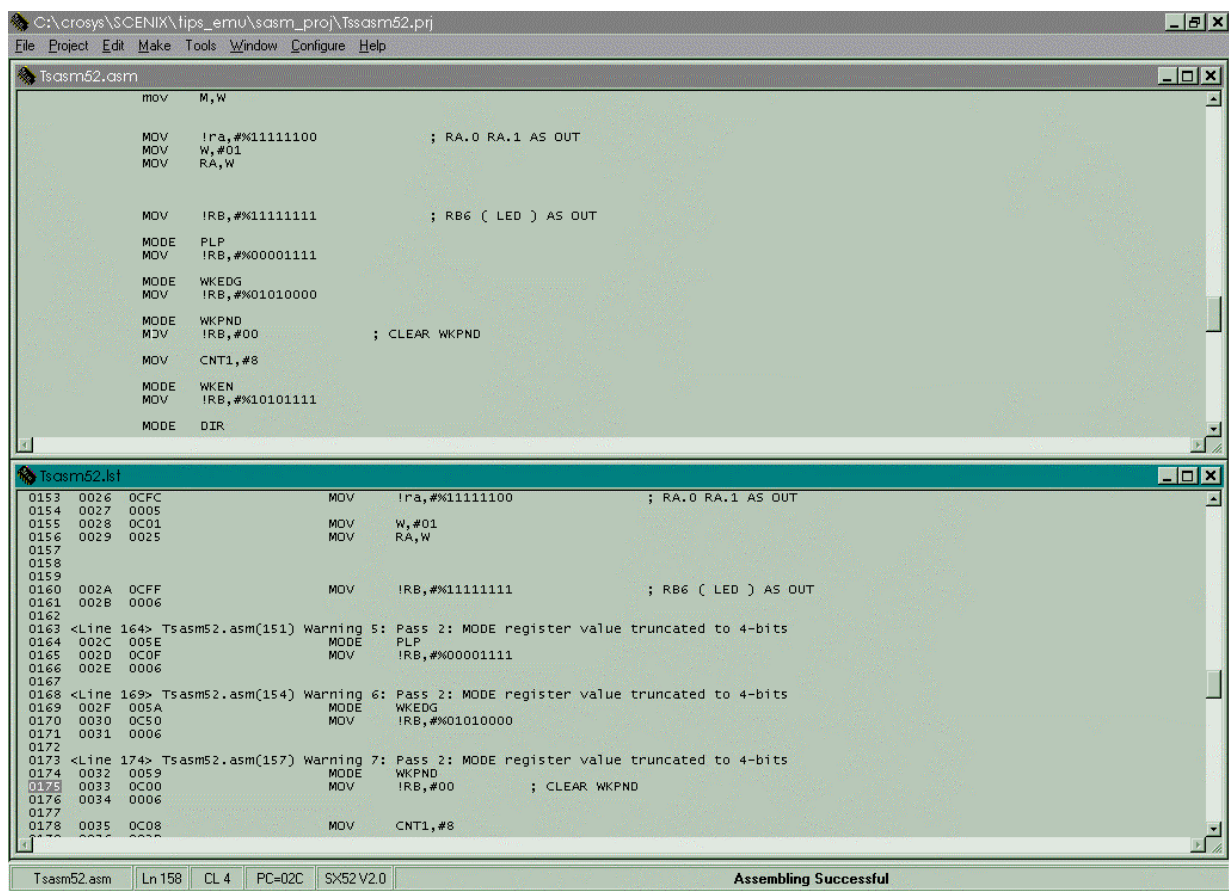 C:\crosys\SCENIX\tips_emu\sasm_proj\Tssasm52.prj
File Project Edit Make Tools Window Configure Help
Tsasm52.asm
mov M,W
MOV !ra,#%11111100 ; RA.0 RA.1 AS OUT
MOV W,#01
MOV RA,W
MOV !RB,#%11111111 ; RB6 ( LED ) AS OUT
MODE PLP
MOV !RB,#%00001111
MODE WKEDG
MOV !RB,#%01010000
MODE WKPND
MOV !RB,#00 ; CLEAR WKPND
MOV CNT1,#8
MODE WKEN
MOV !RB,#%10101111
MODE DIR
Tsasm52.lst
0153 0026 0CFC MOV !ra,#%11111100 ; RA.0 RA.1 AS OUT
0154 0027 0005
0155 0028 0C01 MOV W,#01
0156 0029 0025 MOV RA,W
0157
0158
0159
0160 002A 0CFF MOV !RB,#%11111111 ; RB6 ( LED ) AS OUT
0161 002B 0006
0162
0163 <Line 164> Tsasm52.asm(151) Warning 5: Pass 2: MODE register value truncated to 4-bits
0164 002C 005E MODE PLP
0165 002D 0C0F MOV !RB,#%00001111
0166 002E 0006
0167
0168 <Line 169> Tsasm52.asm(154) Warning 6: Pass 2: MODE register value truncated to 4-bits
0169 002F 005A MODE WKEDG
0170 0030 0C50 MOV !RB,#%01010000
0171 0031 0006
0172
0173 <Line 174> Tsasm52.asm(157) Warning 7: Pass 2: MODE register value truncated to 4-bits
0174 0032 0059 MODE WKPND
0175 0033 0C00 MOV !RB,#00 ; CLEAR WKPND
0176 0034 0006
0177
0178 0035 0C08 MOV CNT1,#8
Tsasm52.asm Ln 158 CL 4 PC=02C SX52 V2.0 Assembling Successful